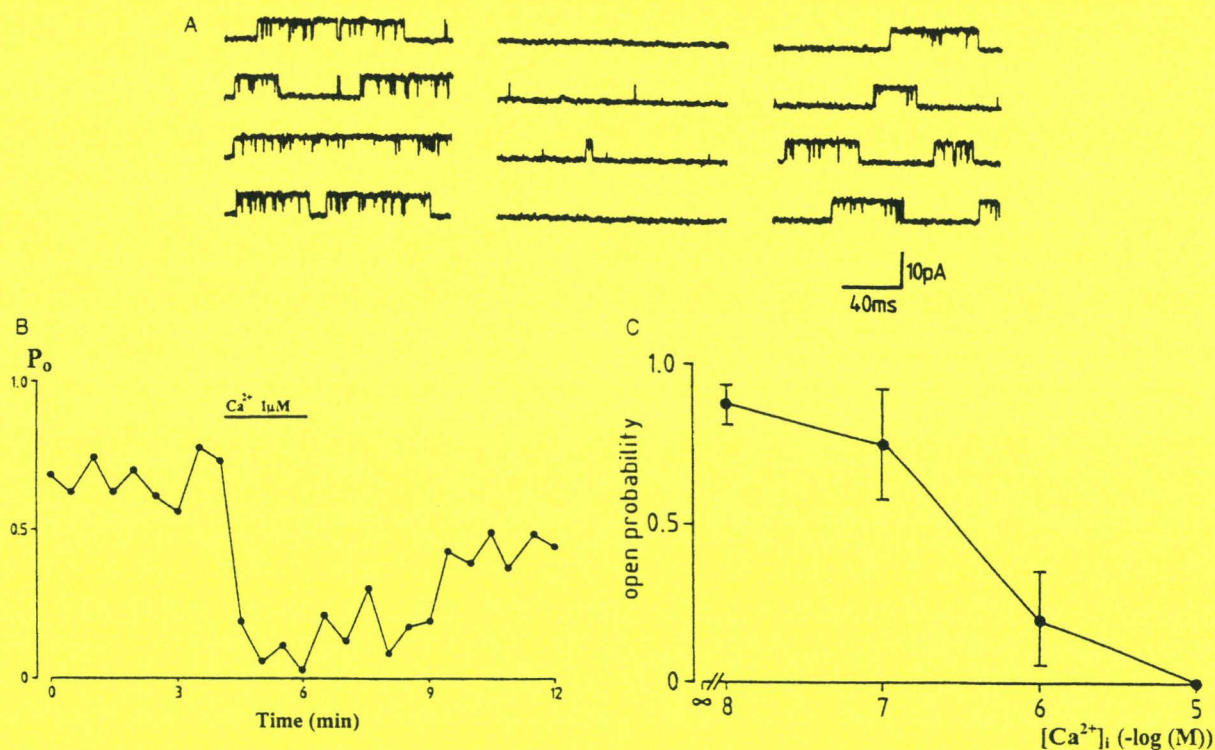 A
10pA
40ms
B
P₀
1.0
Ca²⁺ 1μM
0.5
0
0 3 6 9 12
Time (min)
C
1.0
open probability
0.5
0
∞ 8 7 6 5
[Ca²⁺]ᵢ (-log (M))